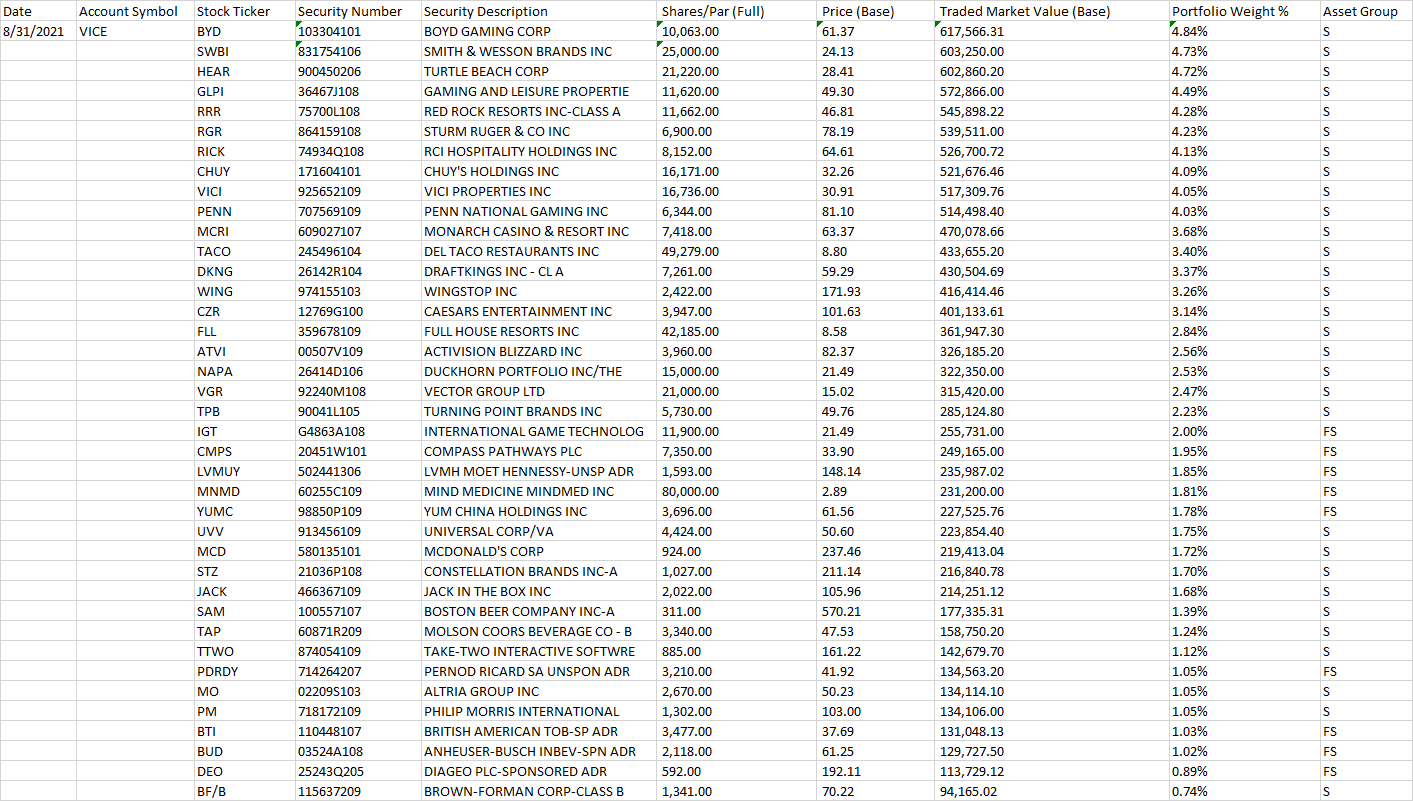 Date Account Symbol Stock Ticker Security Number Security Description Shares/Par (Full) Price (Base) Traded Market Value (Base) Portfolio Weight % Asset Group
8/31/2021 VICE BYD 103304101 BOYD GAMING CORP 10,063.00 61.37 617,566.31 4.84% S
SWBI 831754106 SMITH & WESSON BRANDS INC 25,000.00 24.13 603,250.00 4.73% S
HEAR 900450206 TURTLE BEACH CORP 21,220.00 28.41 602,860.20 4.72% S
GLPI 36467J108 GAMING AND LEISURE PROPERTIE 11,620.00 49.30 572,866.00 4.49% S
RRR 75700L108 RED ROCK RESORTS INC-CLASS A 11,662.00 46.81 545,898.22 4.28% S
RGR 864159108 STURM RUGER & CO INC 6,900.00 78.19 539,511.00 4.23% S
RICK 74934Q108 RCI HOSPITALITY HOLDINGS INC 8,152.00 64.61 526,700.72 4.13% S
CHUY 171604101 CHUY'S HOLDINGS INC 16,171.00 32.26 521,676.46 4.09% S
VICI 925652109 VICI PROPERTIES INC 16,736.00 30.91 517,309.76 4.05% S
PENN 707569109 PENN NATIONAL GAMING INC 6,344.00 81.10 514,498.40 4.03% S
MCRI 609027107 MONARCH CASINO & RESORT INC 7,418.00 63.37 470,078.66 3.68% S
TACO 245496104 DEL TACO RESTAURANTS INC 49,279.00 8.80 433,655.20 3.40% S
DKNG 26142R104 DRAFTKINGS INC - CL A 7,261.00 59.29 430,504.69 3.37% S
WING 974155103 WINGSTOP INC 2,422.00 171.93 416,414.46 3.26% S
CZR 12769G100 CAESARS ENTERTAINMENT INC 3,947.00 101.63 401,133.61 3.14% S
FLL 359678109 FULL HOUSE RESORTS INC 42,185.00 8.58 361,947.30 2.84% S
ATVI 00507V109 ACTIVISION BLIZZARD INC 3,960.00 82.37 326,185.20 2.56% S
NAPA 26414D106 DUCKHORN PORTFOLIO INC/THE 15,000.00 21.49 322,350.00 2.53% S
VGR 92240M108 VECTOR GROUP LTD 21,000.00 15.02 315,420.00 2.47% S
TPB 90041L105 TURNING POINT BRANDS INC 5,730.00 49.76 285,124.80 2.23% S
IGT G4863A108 INTERNATIONAL GAME TECHNOLOG 11,900.00 21.49 255,731.00 2.00% FS
CMPS 20451W101 COMPASS PATHWAYS PLC 7,350.00 33.90 249,165.00 1.95% FS
LVMUY 502441306 LVMH MOET HENNESSY-UNSP ADR 1,593.00 148.14 235,987.02 1.85% FS
MNMD 60255C109 MIND MEDICINE MINDMED INC 80,000.00 2.89 231,200.00 1.81% FS
YUMC 98850P109 YUM CHINA HOLDINGS INC 3,696.00 61.56 227,525.76 1.78% FS
UVV 913456109 UNIVERSAL CORP/VA 4,424.00 50.60 223,854.40 1.75% S
MCD 580135101 MCDONALD'S CORP 924.00 237.46 219,413.04 1.72% S
STZ 21036P108 CONSTELLATION BRANDS INC-A 1,027.00 211.14 216,840.78 1.70% S
JACK 466367109 JACK IN THE BOX INC 2,022.00 105.96 214,251.12 1.68% S
SAM 100557107 BOSTON BEER COMPANY INC-A 311.00 570.21 177,335.31 1.39% S
TAP 60871R209 MOLSON COORS BEVERAGE CO - B 3,340.00 47.53 158,750.20 1.24% S
TTWO 874054109 TAKE-TWO INTERACTIVE SOFTWRE 885.00 161.22 142,679.70 1.12% S
PDRDY 714264207 PERNOD RICARD SA UNSPON ADR 3,210.00 41.92 134,563.20 1.05% FS
MO 02209S103 ALTRIA GROUP INC 2,670.00 50.23 134,114.10 1.05% S
PM 718172109 PHILIP MORRIS INTERNATIONAL 1,302.00 103.00 134,106.00 1.05% S
BTI 110448107 BRITISH AMERICAN TOB-SP ADR 3,477.00 37.69 131,048.13 1.03% FS
BUD 03524A108 ANHEUSER-BUSCH INBEV-SPN ADR 2,118.00 61.25 129,727.50 1.02% FS
DEO 25243Q205 DIAGEO PLC-SPONSORED ADR 592.00 192.11 113,729.12 0.89% FS
BF/B 115637209 BROWN-FORMAN CORP-CLASS B 1,341.00 70.22 94,165.02 0.74% S